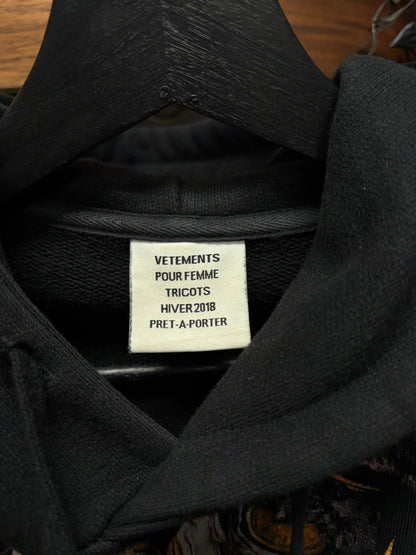 VETEMENTS
POUR FEMME
TRICOTS
HIVER 2018
PRET-A-PORTER